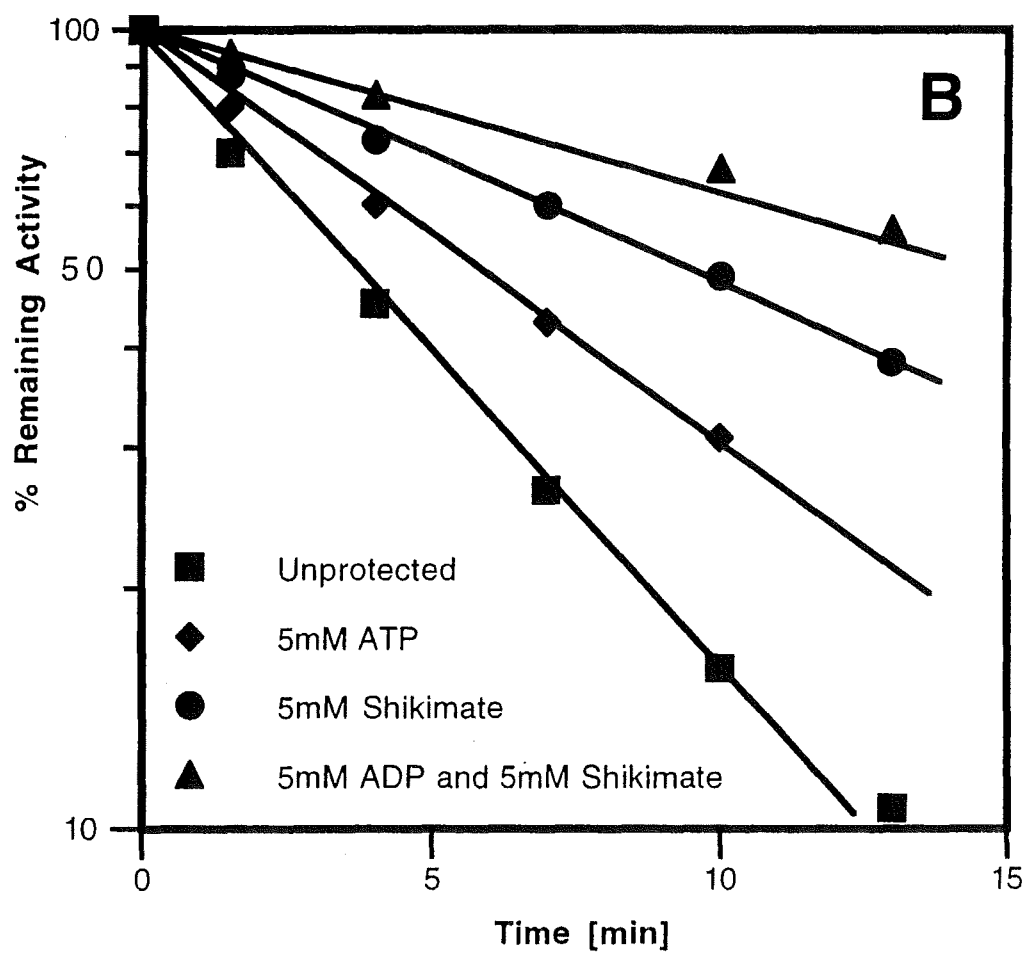 100
B
50
% Remaining Activity
Unprotected
5mM ATP
5mM Shikimate
5mM ADP and 5mM Shikimate
10
0 5 10 15
Time [min]